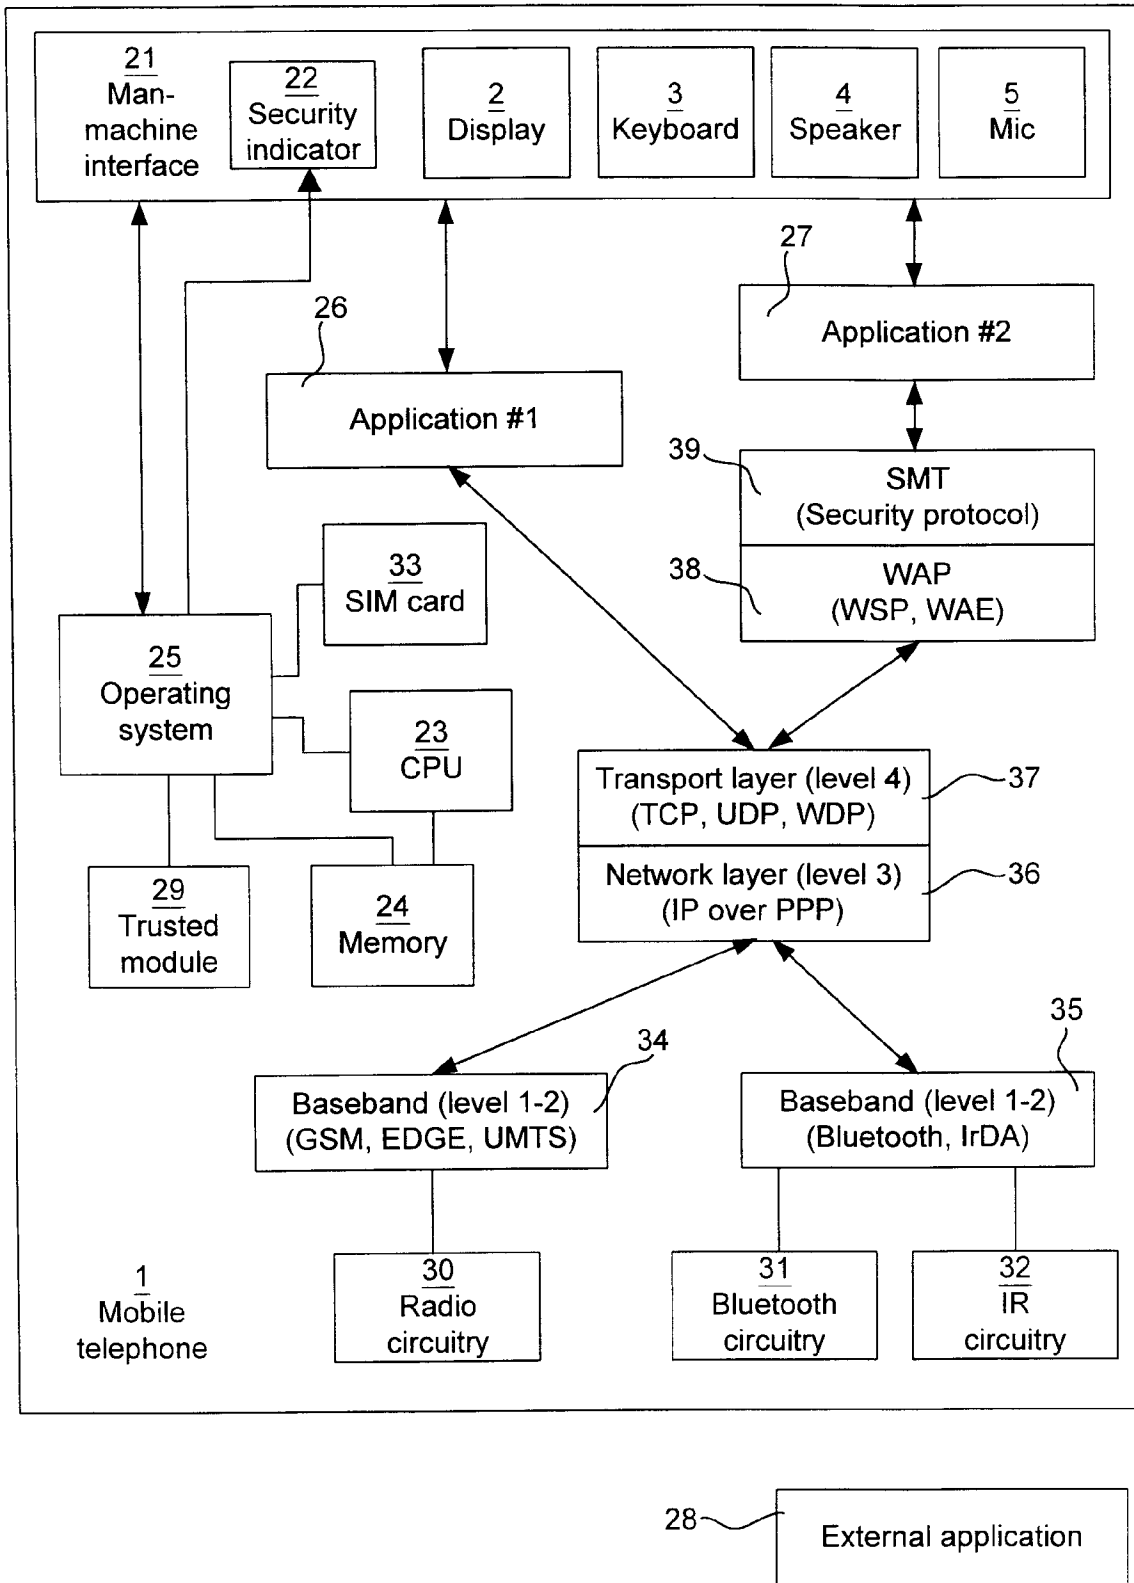 21
Man-
machine
interface
22
Security
indicator
2
Display
3
Keyboard
4
Speaker
5
Mic
27
26
Application #2
Application #1
39
SMT
(Security protocol)
33
SIM card
38
WAP
(WSP, WAE)
25
Operating
system
23
CPU
Transport layer (level 4)
(TCP, UDP, WDP)
37
Network layer (level 3)
(IP over PPP)
36
29
Trusted
module
24
Memory
34
35
Baseband (level 1-2)
(GSM, EDGE, UMTS)
Baseband (level 1-2)
(Bluetooth, IrDA)
1
Mobile
telephone
30
Radio
circuitry
31
Bluetooth
circuitry
32
IR
circuitry
28
External application